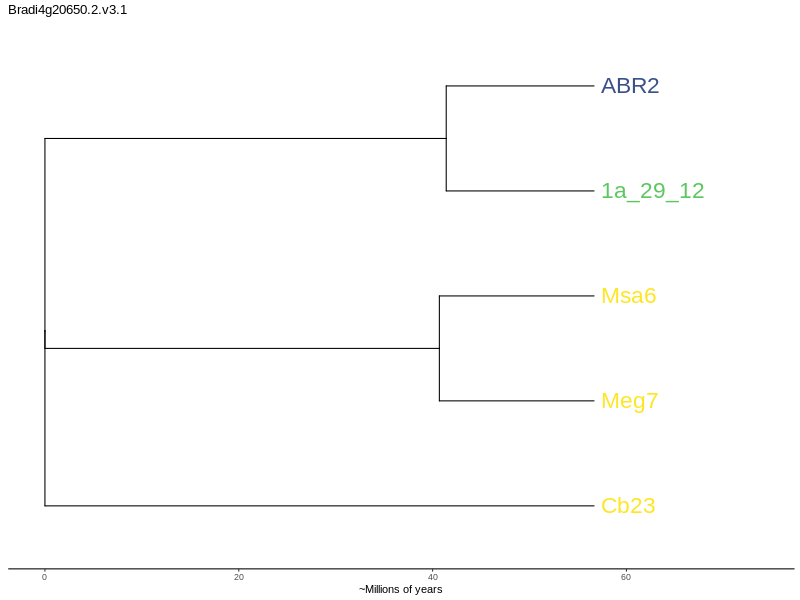 Bradi4g20650.2.v3.1
ABR2
1a_29_12
Msa6
Meg7
Cb23
0 20 40 60
~Millions of years